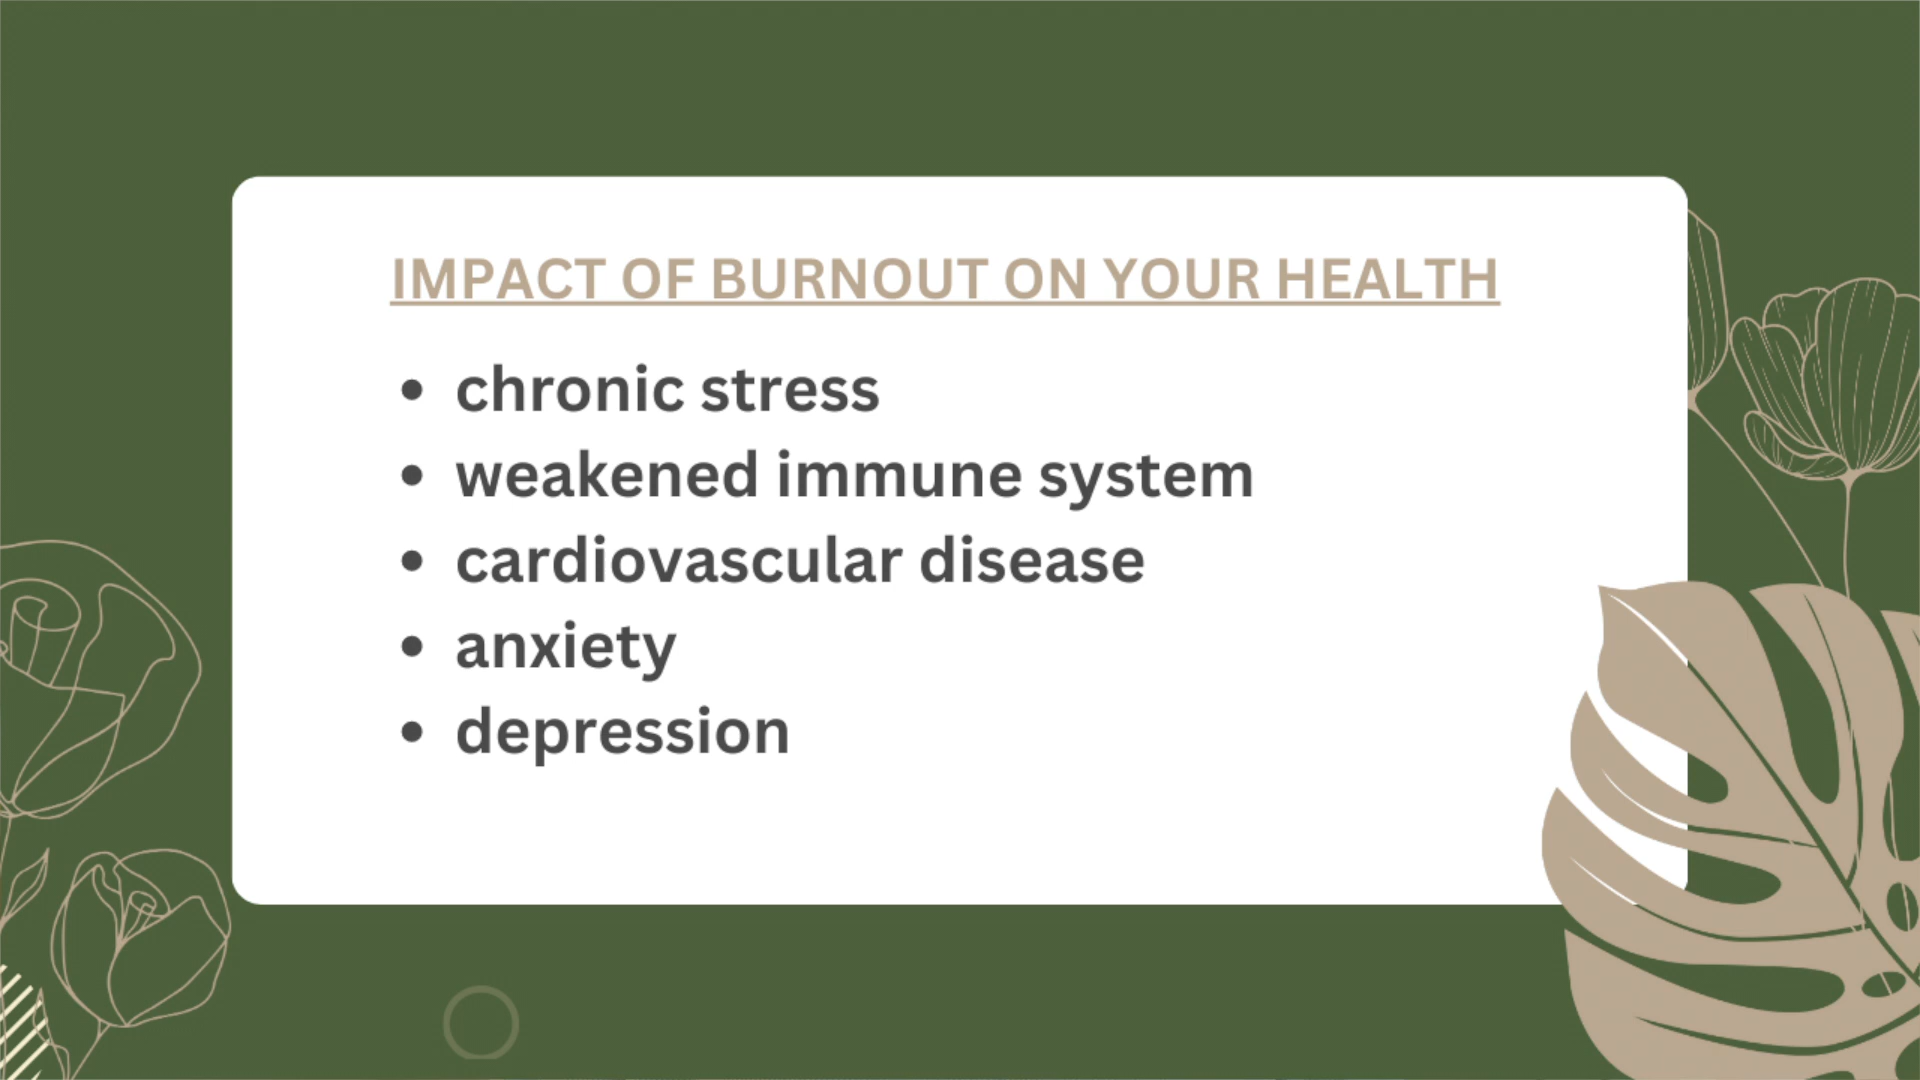 IMPACT OF BURNOUT ON YOUR HEALTH
• chronic stress
• weakened immune system
• cardiovascular disease
• anxiety
• depression